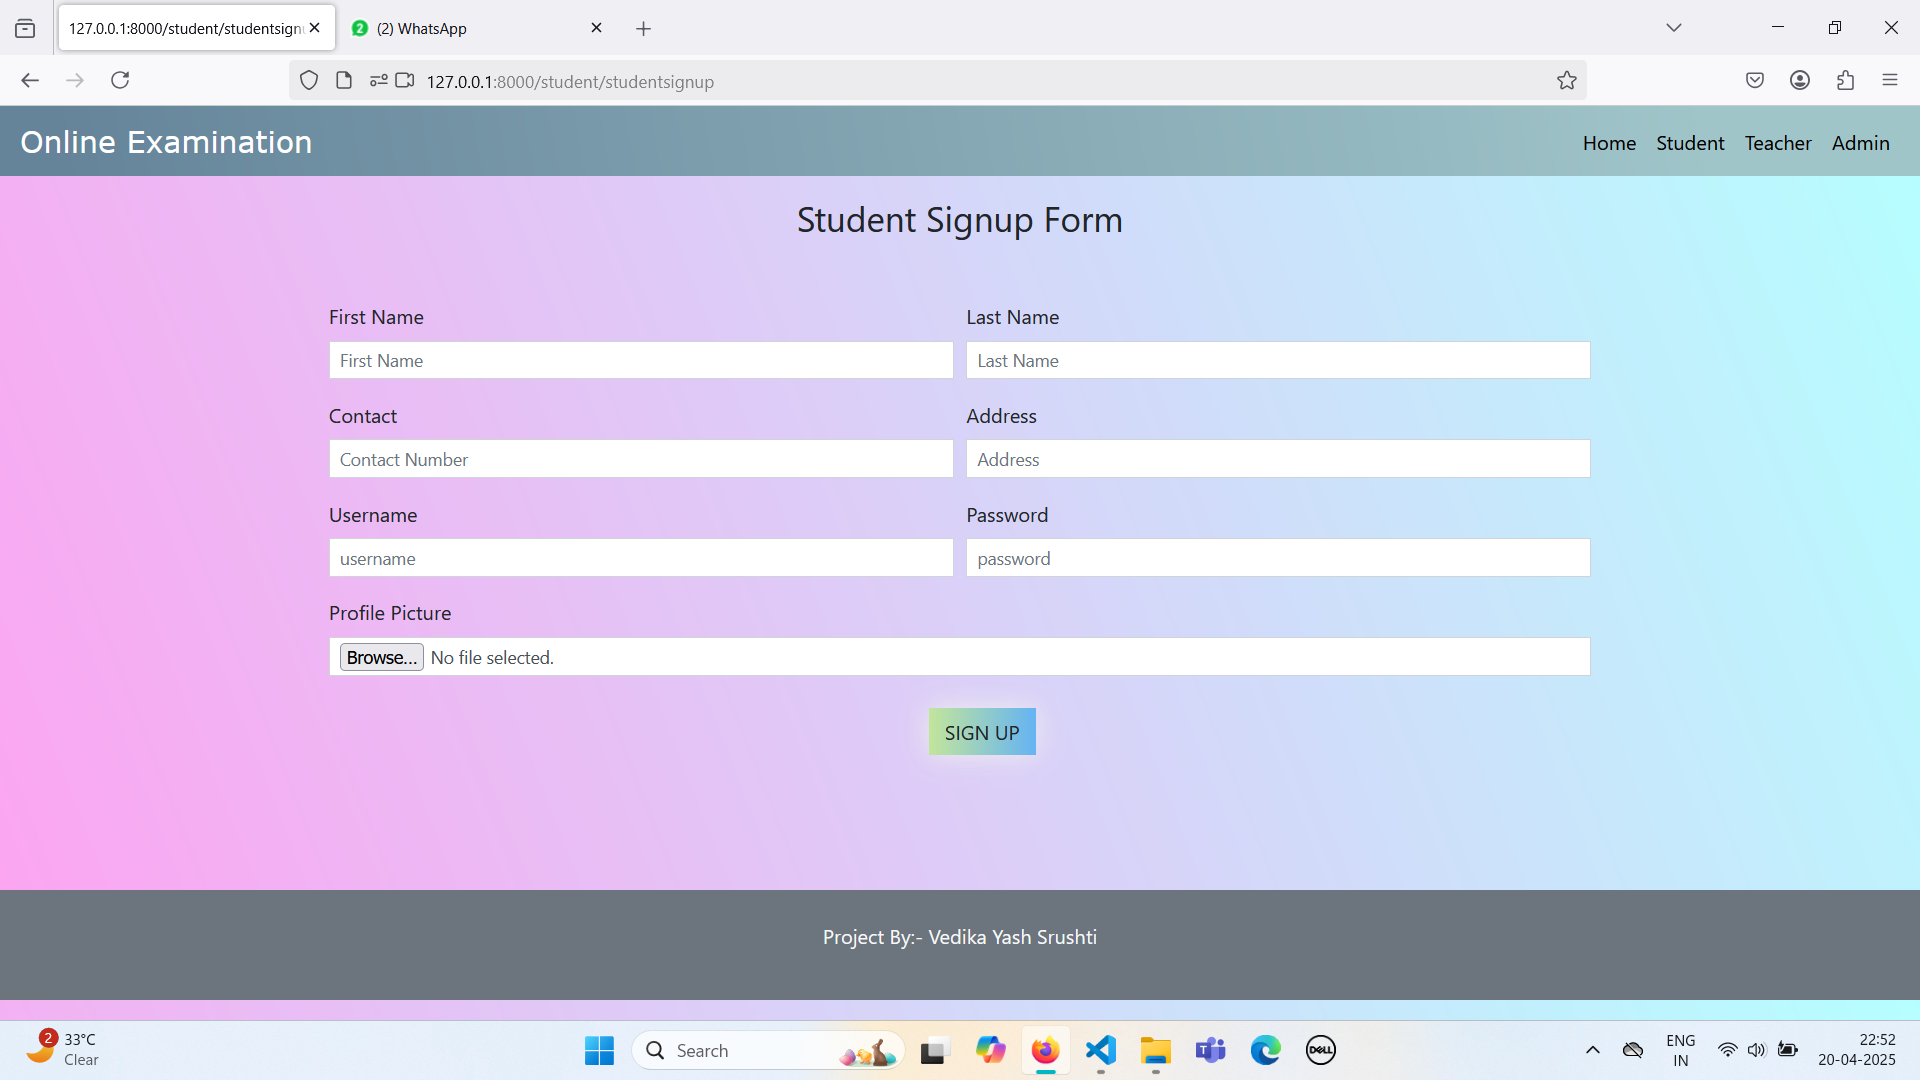 127.0.0.1:8000/student/studentsign
2 (2) WhatsApp
127.0.0.1:8000/student/studentsignup
Online Examination
Home Student Teacher Admin
Student Signup Form
First Name
Last Name
First Name
Last Name
Contact
Address
Contact Number
Address
Username
Password
username
password
Profile Picture
Browse... No file selected.
SIGN UP
Project By:- Vedika Yash Srushti
2
33°C
Clear
Search
DELL
ENG
IN
22:52
20-04-2025